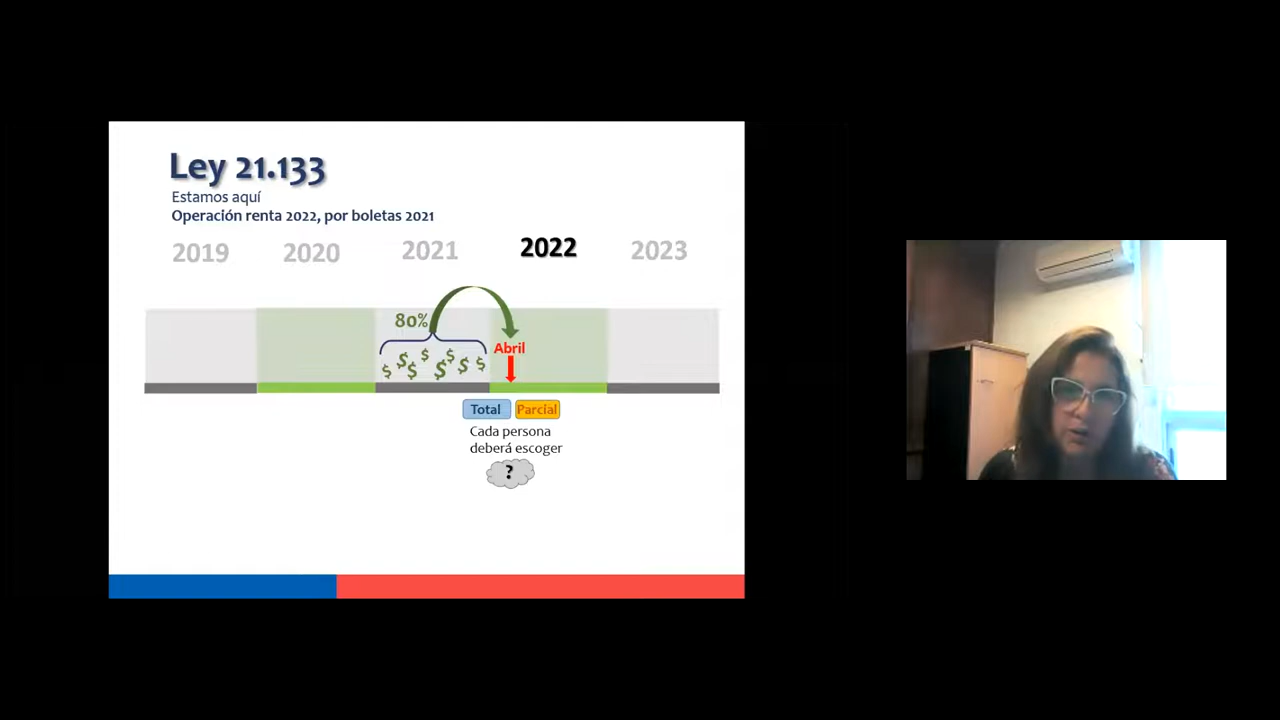 Ley 21.133
Estamos aquí
Operación renta 2022, por boletas 2021
2019 2020 2021 2022 2023
80%
$ $ $ $ $ $ $ $
Abril
Total Parcial
Cada persona
deberá escoger
?